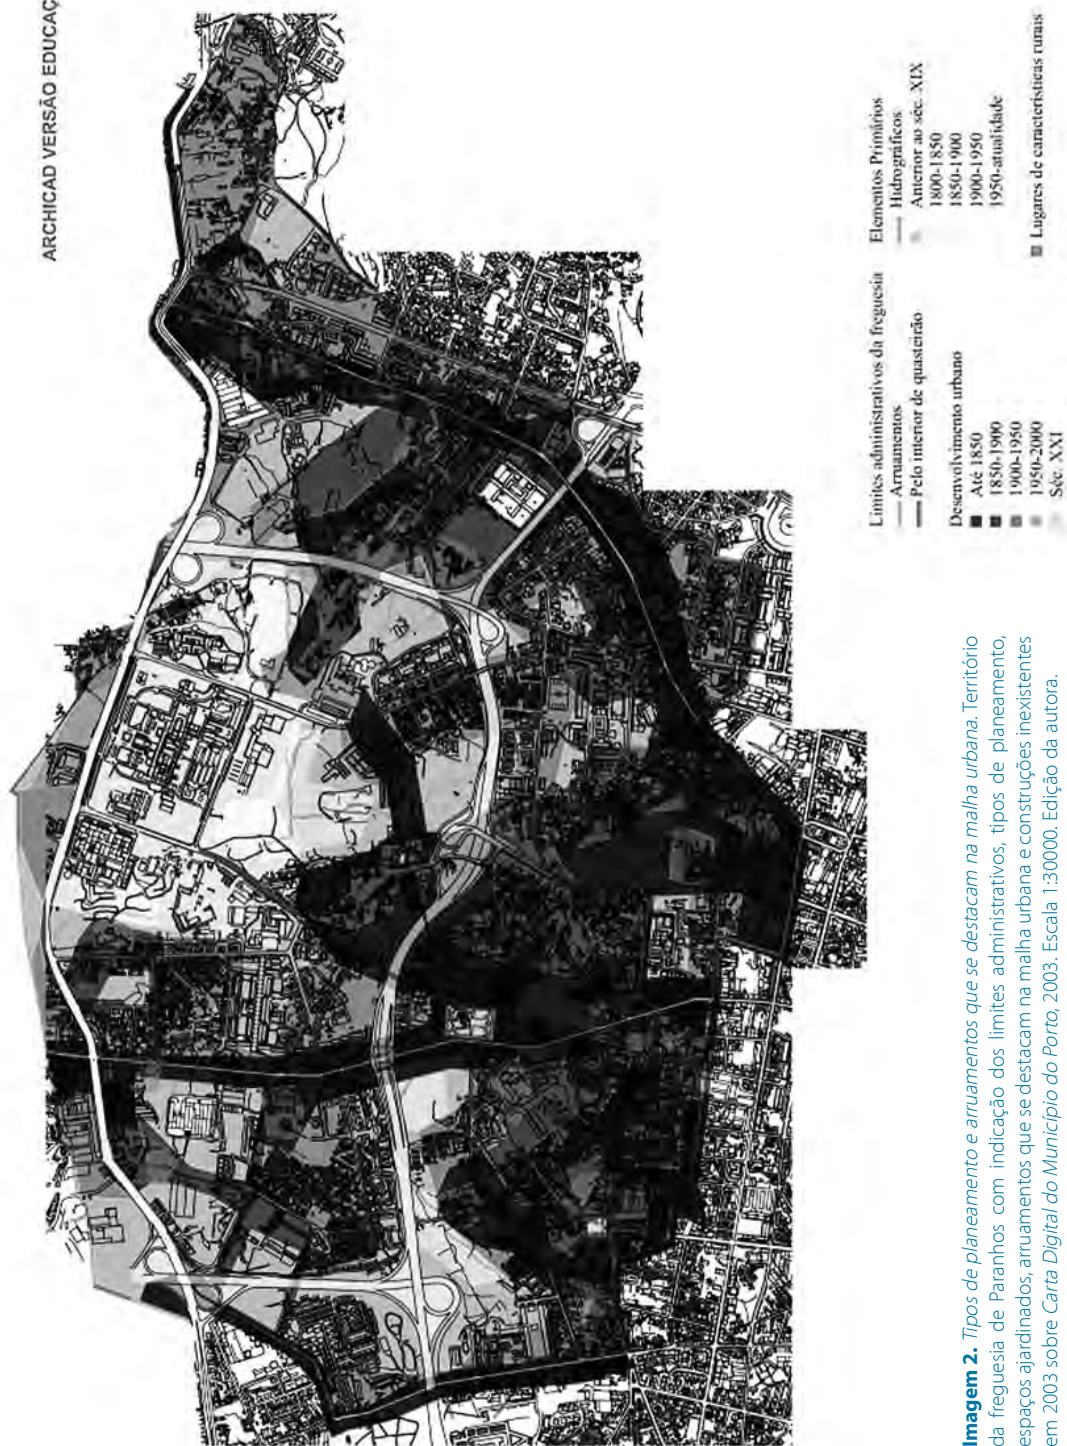 ARCHICAD VERSÃO EDUCAÇ
Limites administrativos da freguesia
Arruamentos
Pelo interior de quasteirão
Desenvolvimento urbano
Até 1850
1850-1900
1900-1950
1950-2000
Séc. XXI
Elementos Primários
Hidrográficos
Anterior ao séc. XIX
1800-1850
1850-1900
1900-1950
1950-atualidade
Lugares de características rurais
Imagem 2. Tipos de planeamento e arruamentos que se destacam na malha urbana. Território
da freguesia de Paranhos com indicação dos limites administrativos, tipos de planeamento,
espaços ajardinados, arruamentos que se destacam na malha urbana e construções inexistentes
em 2003 sobre Carta Digital do Município do Porto, 2003. Escala 1:30000. Edição da autora.